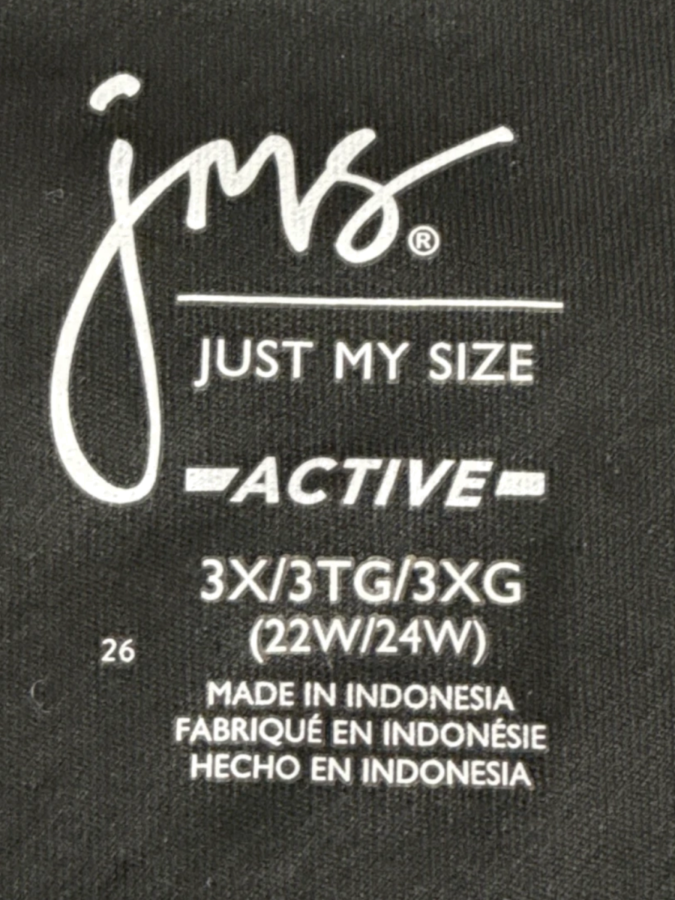 jms®
JUST MY SIZE
ACTIVE
3X/3TG/3XG
(22W/24W)
26
MADE IN INDONESIA
FABRIQUÉ EN INDONÉSIE
HECHO EN INDONESIA